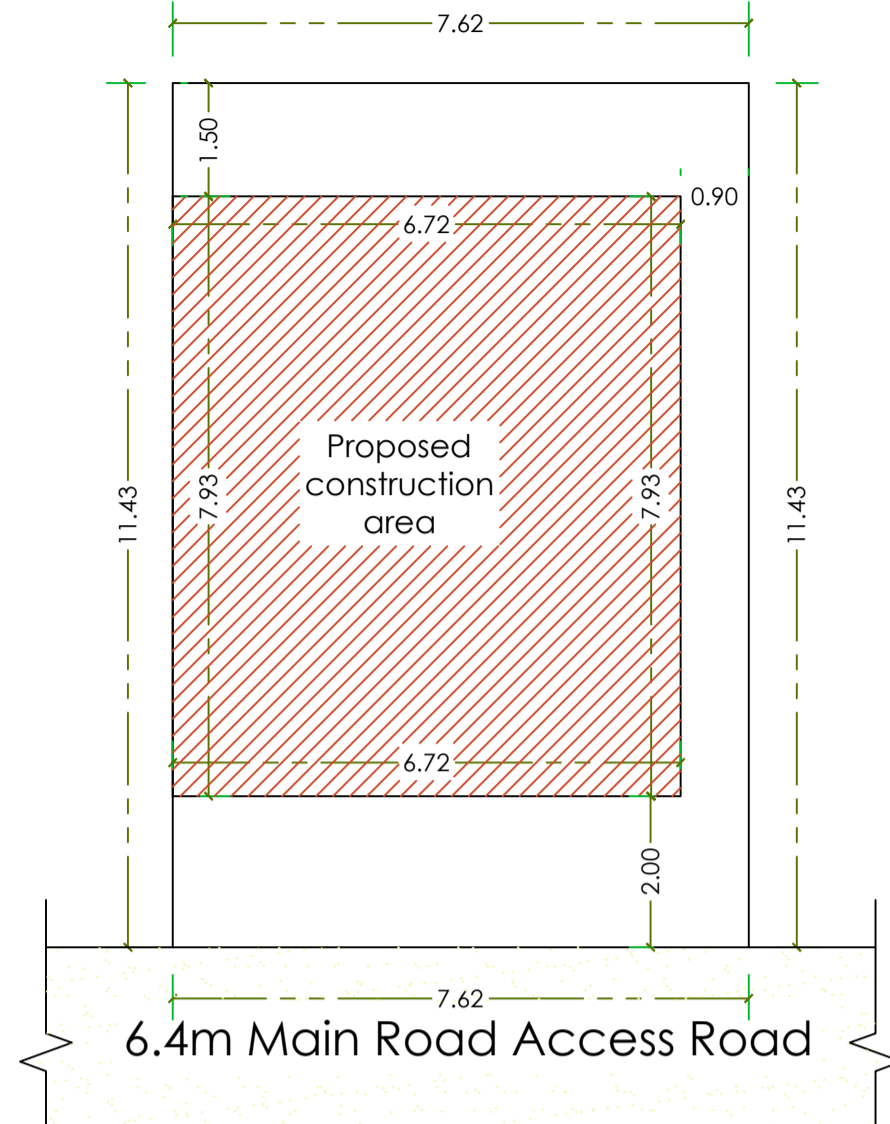 7.62
1.50
0.90
6.72
Proposed
construction
area
11.43
7.93
7.93
11.43
6.72
2.00
7.62
6.4m Main Road Access Road